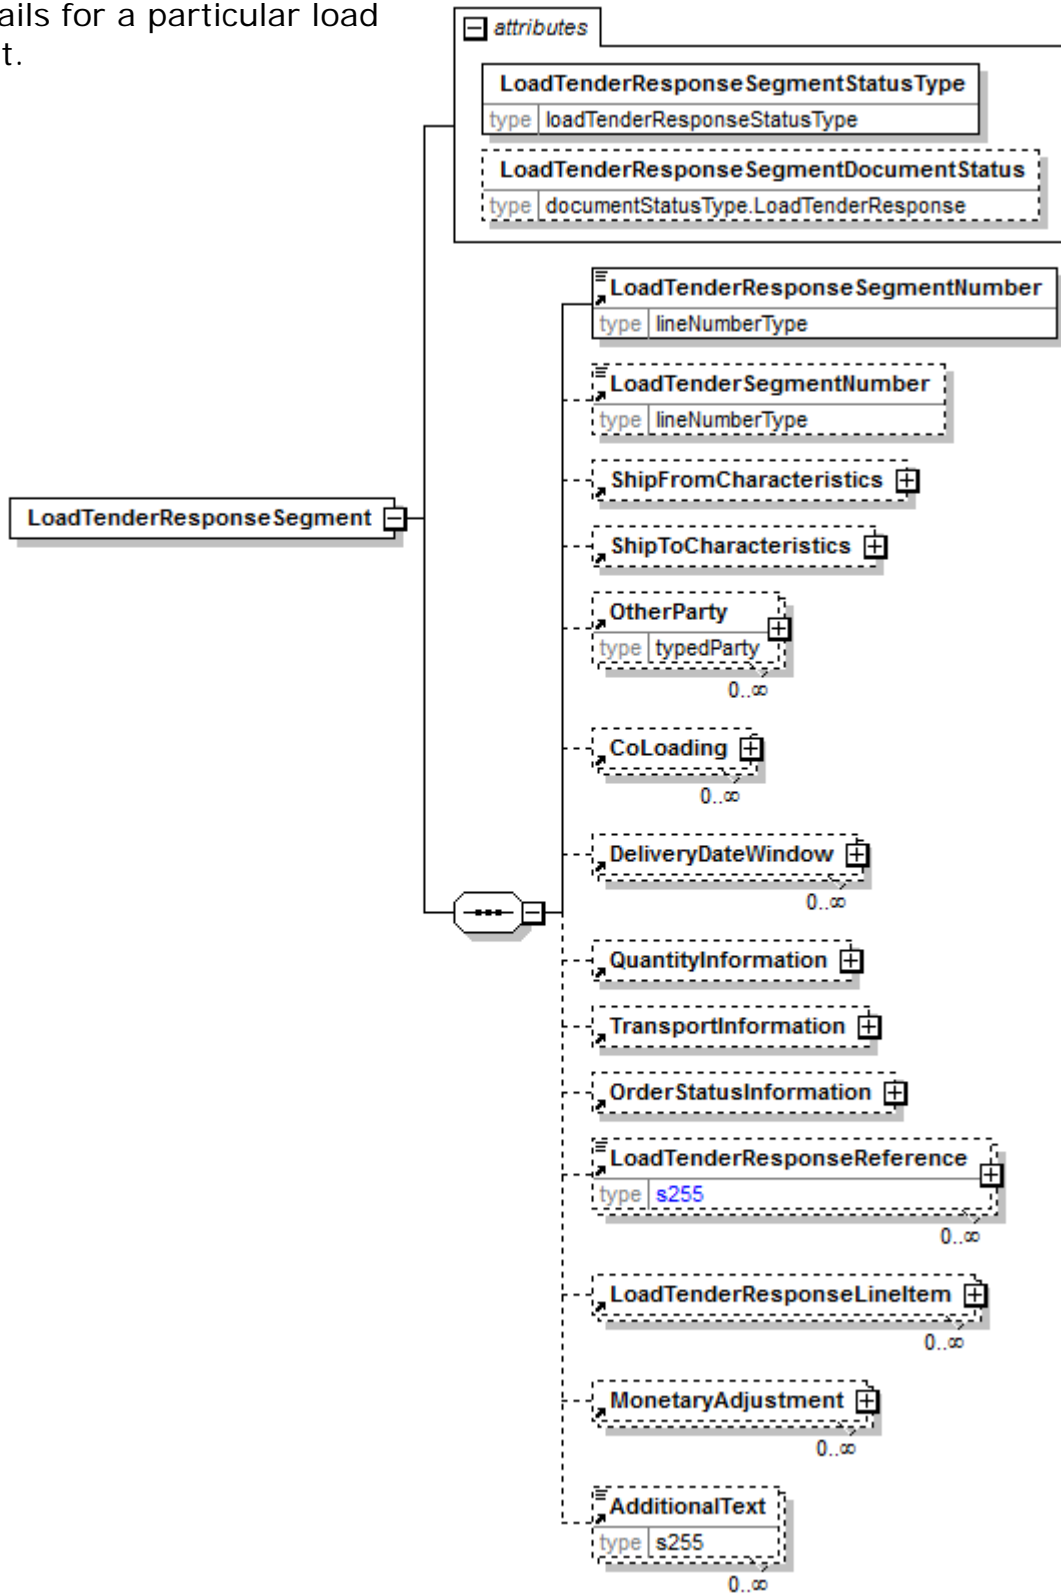 ails for a particular load
t.
attributes
LoadTenderResponseSegmentStatusType
type loadTenderResponseStatusType
LoadTenderResponseSegmentDocumentStatus
type documentStatusType.LoadTenderResponse
LoadTenderResponseSegmentNumber
type lineNumberType
LoadTenderSegmentNumber
type lineNumberType
ShipFromCharacteristics
LoadTenderResponseSegment
ShipToCharacteristics
OtherParty
type typedParty
0..∞
CoLoading
0..∞
DeliveryDateWindow
0..∞
QuantityInformation
TransportInformation
OrderStatusInformation
LoadTenderResponseReference
type s255
0..∞
LoadTenderResponseLineItem
0..∞
MonetaryAdjustment
0..∞
AdditionalText
type s255
0..∞